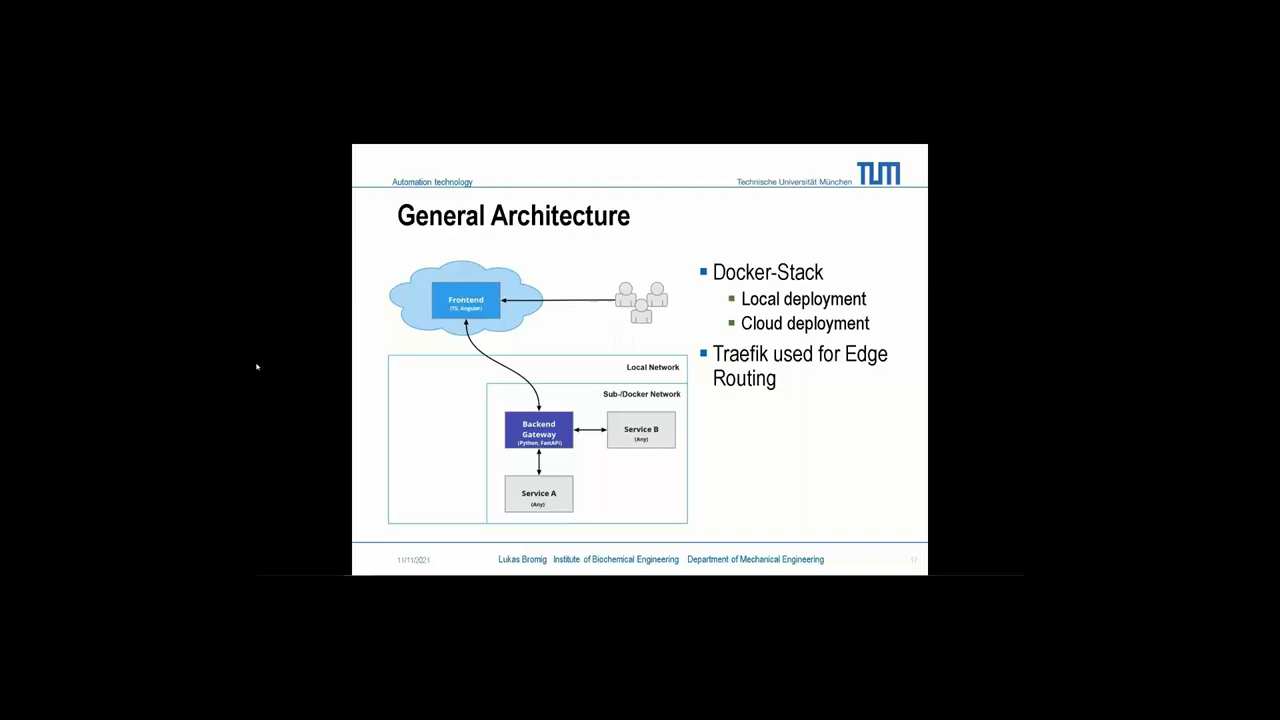 Automation technology
Technische Universität München
TUM
General Architecture
Frontend
(TS, Angular)
Local Network
Sub-/Docker Network
Backend
Gateway
(Python, FastAPI)
Service B
(Any)
Service A
(Any)
Docker-Stack
Local deployment
Cloud deployment
Traefik used for Edge
Routing
11/11/2021
Lukas Bromig Institute of Biochemical Engineering Department of Mechanical Engineering
17